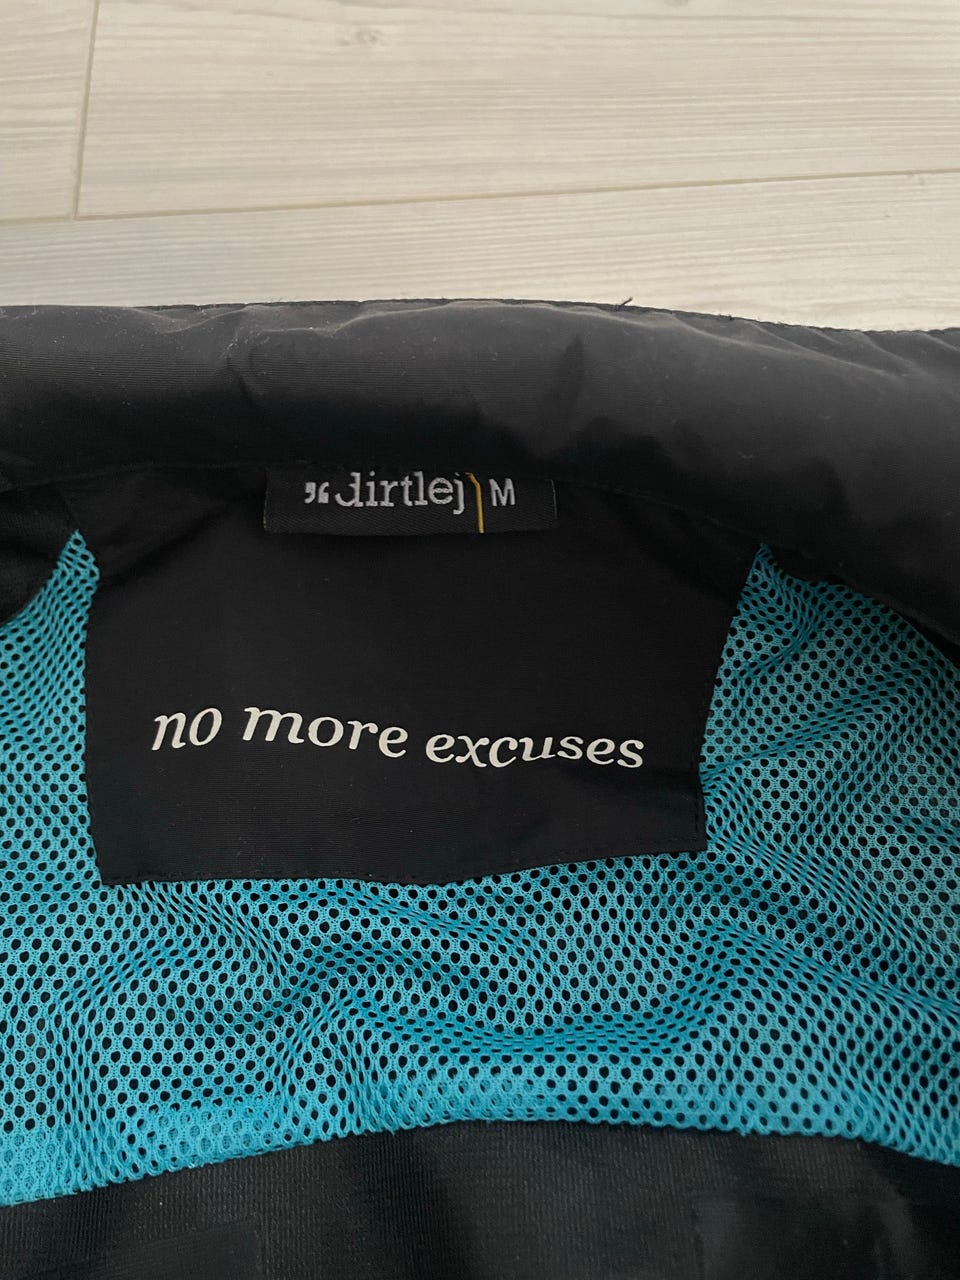 dirtlej M
no more excuses